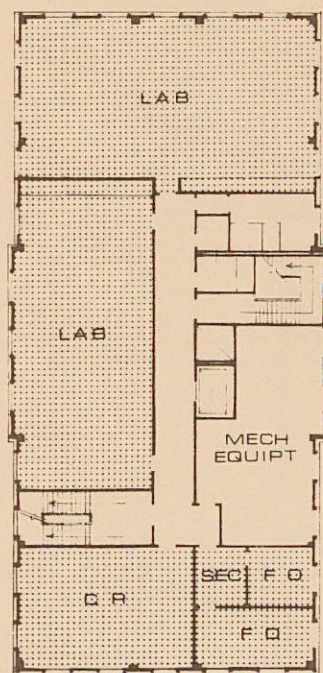 LAB
LAB
MECH
EQUIPT
SEC
F O
C R
F O